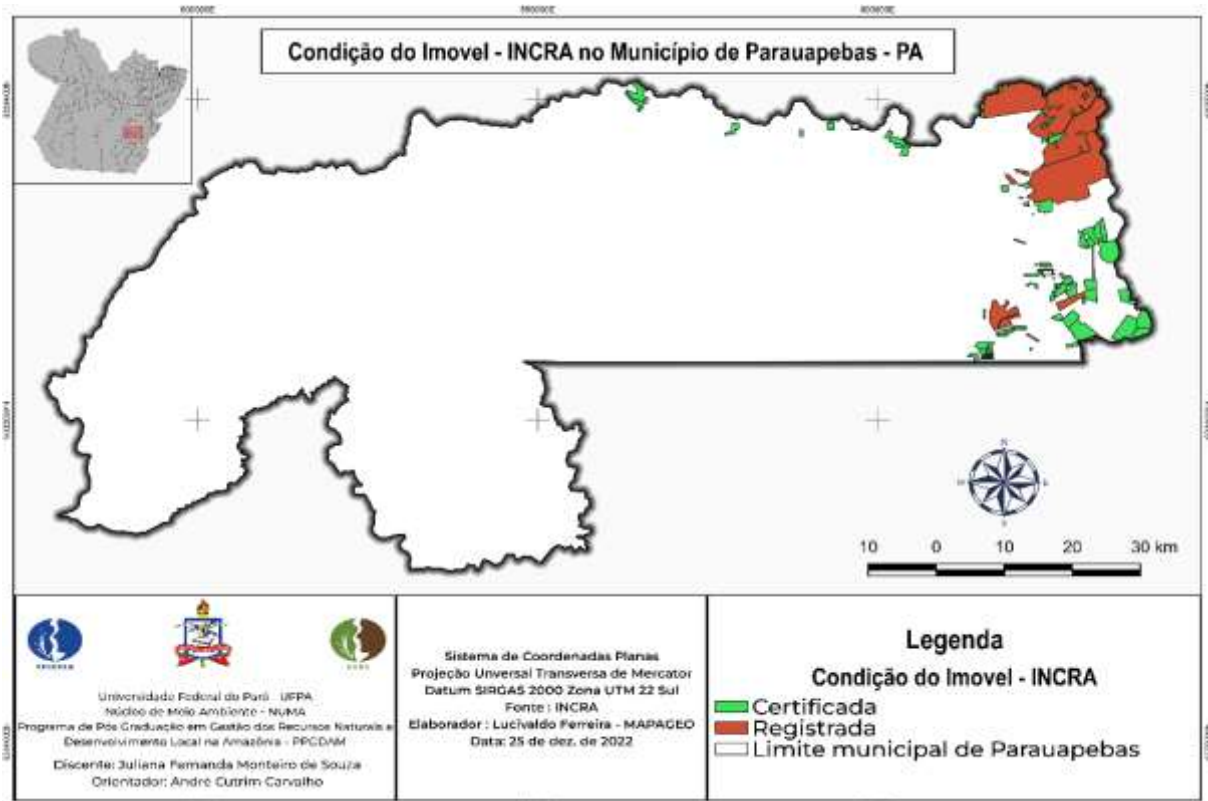 Condição do Imovel - INCRA no Município de Parauapebas - PA
N
10 0 10 20 30 km
Universidade Federal do Pará - UFPA
Núcleo de Meio Ambiente - NUMA
Programa de Pós Graduação em Gestão dos Recursos Naturais e
Desenvolvimento Local na Amazônia - PPGDAM
Discente: Juliana Fernanda Monteiro de Souza
Orientador: André Cutrim Carvalho
Sistema de Coordenadas Planas
Projeção Unversal Transversa de Mercator
Datum SIRGAS 2000 Zona UTM 22 Sul
Fonte : INCRA
Elaborador : Lucivaldo Ferreira - MAPAGEO
Data: 25 de dez. de 2022
Legenda
Condição do Imovel - INCRA
Certificada
Registrada
Limite municipal de Parauapebas